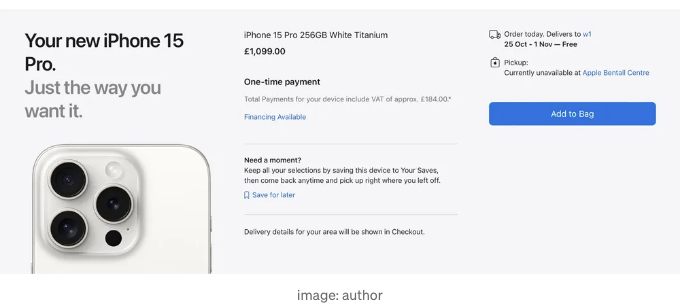 Your new iPhone 15
Pro.
Just the way you
want it.
iPhone 15 Pro 256GB White Titanium
£1,099.00
One-time payment
Total Payments for your device include VAT of approx. £184.00.*
Financing Available
Need a moment?
Keep all your selections by saving this device to Your Saves,
then come back anytime and pick up right where you left off.
Save for later
Delivery details for your area will be shown in Checkout.
Order today. Delivers to w1
25 Oct - 1 Nov — Free
Pickup:
Currently unavailable at Apple Bentall Centre
Add to Bag
image: author